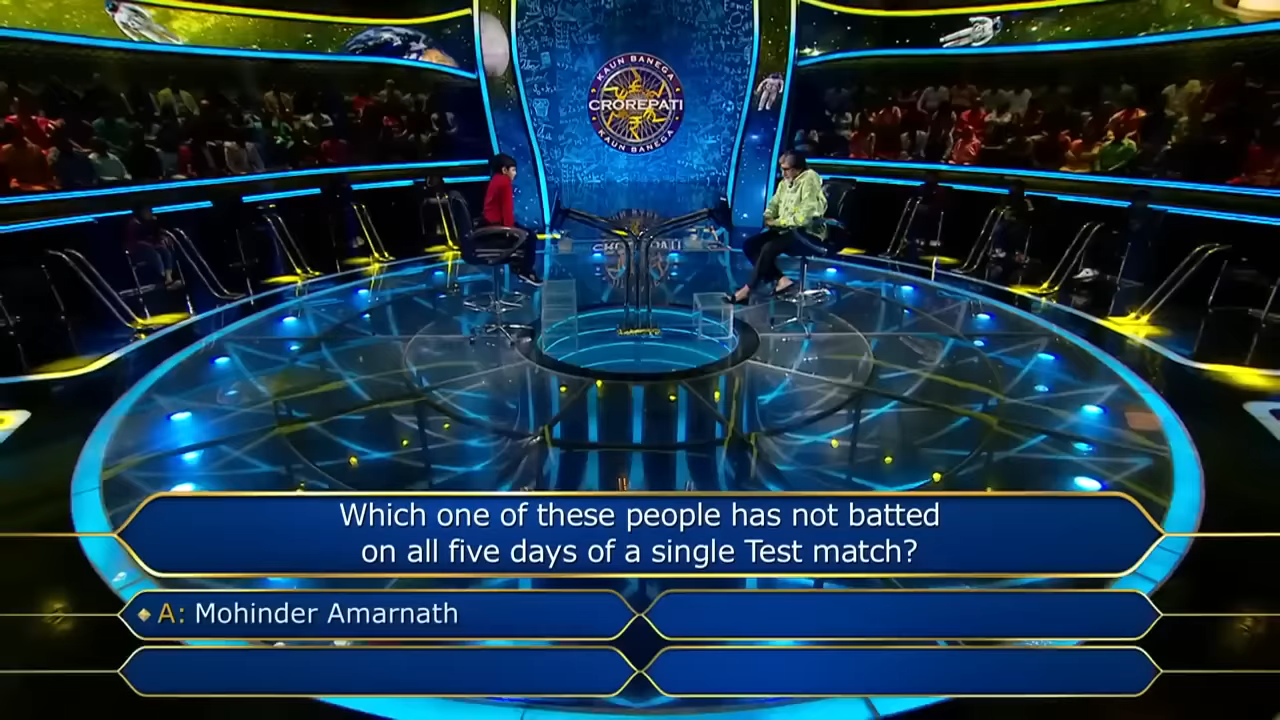 KAUN BANEGA
CROREPATI
KAUN BANEGA
Which one of these people has not batted
on all five days of a single Test match?
A: Mohinder Amarnath